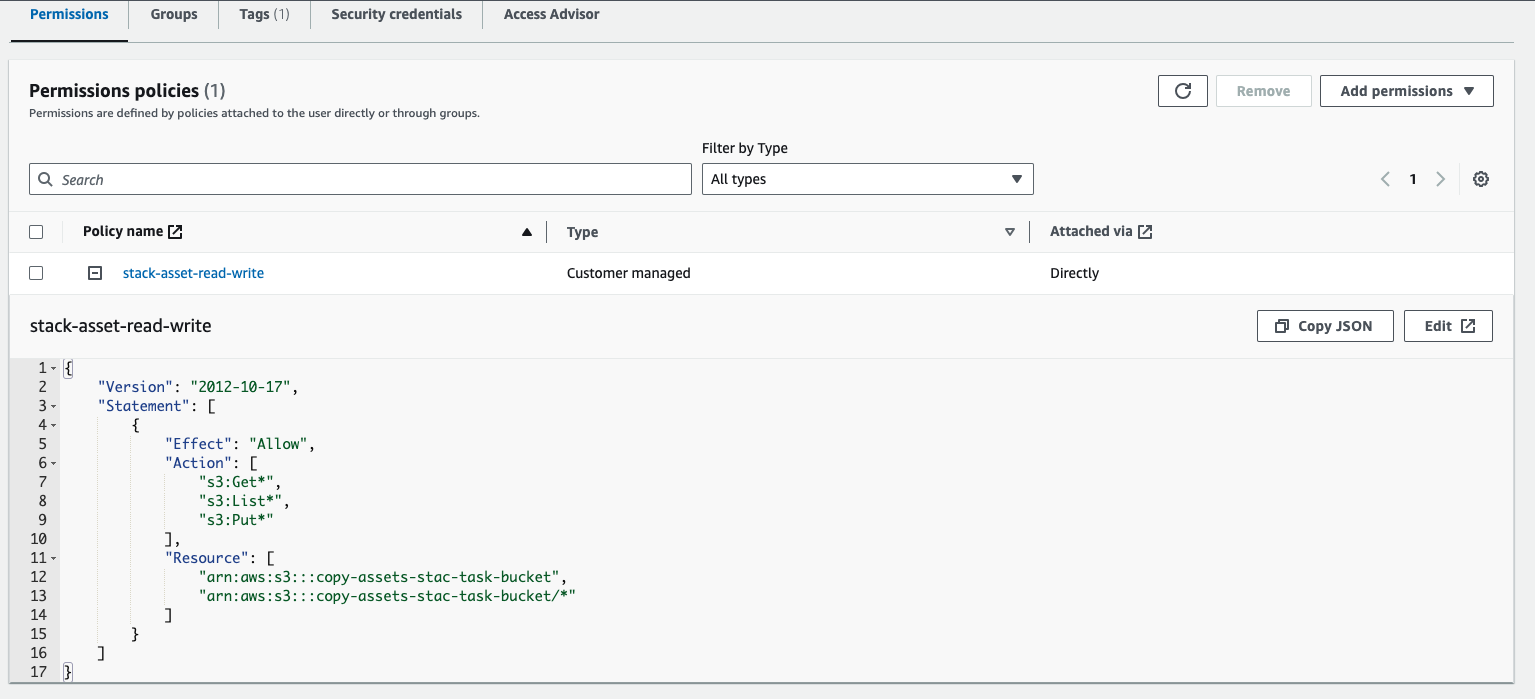 Permissions Groups Tags (1) Security credentials Access Advisor
Permissions policies (1)
Permissions are defined by policies attached to the user directly or through groups.
Remove
Add permissions
Filter by Type
Search
All types
1
Policy name Type Attached via
stack-asset-read-write Customer managed Directly
stack-asset-read-write
Copy JSON
Edit
1 {
2     "Version": "2012-10-17",
3     "Statement": [
4         {
5             "Effect": "Allow",
6             "Action": [
7                 "s3:Get*",
8                 "s3:List*",
9                 "s3:Put*"
10             ],
11             "Resource": [
12                 "arn:aws:s3:::copy-assets-stac-task-bucket",
13                 "arn:aws:s3:::copy-assets-stac-task-bucket/*"
14             ]
15         }
16     ]
17 }